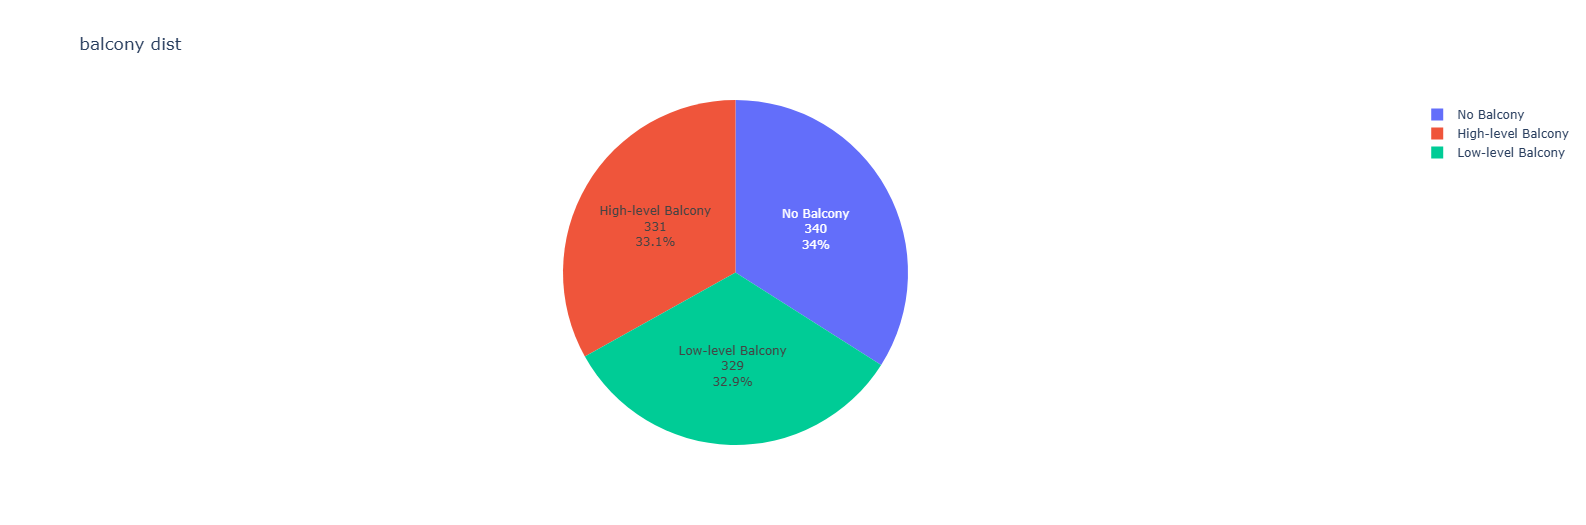 balcony dist
No Balcony
High-level Balcony
Low-level Balcony
High-level Balcony
331
33.1%
No Balcony
340
34%
Low-level Balcony
329
32.9%